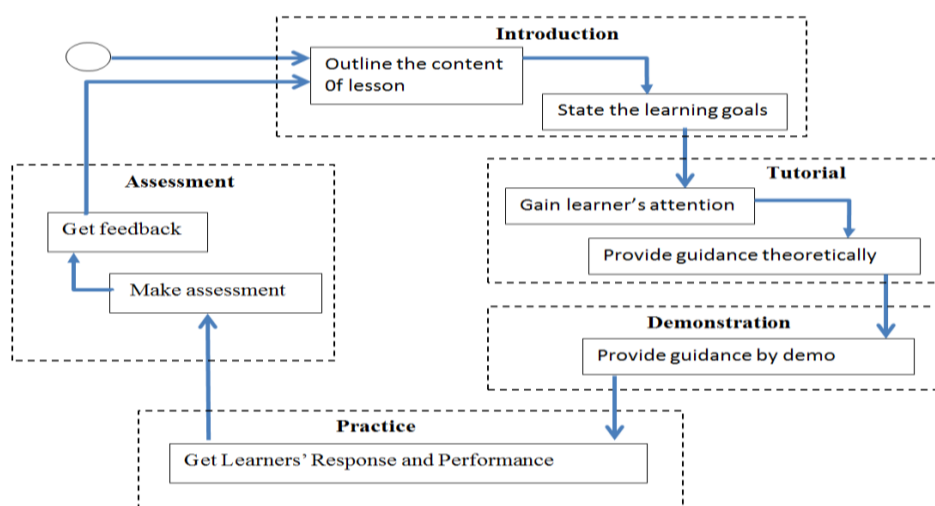 Introduction
Outline the content
0f lesson
State the learning goals
Tutorial
Gain learner’s attention
Provide guidance theoretically
Demonstration
Provide guidance by demo
Practice
Get Learners’ Response and Performance
Assessment
Make assessment
Get feedback